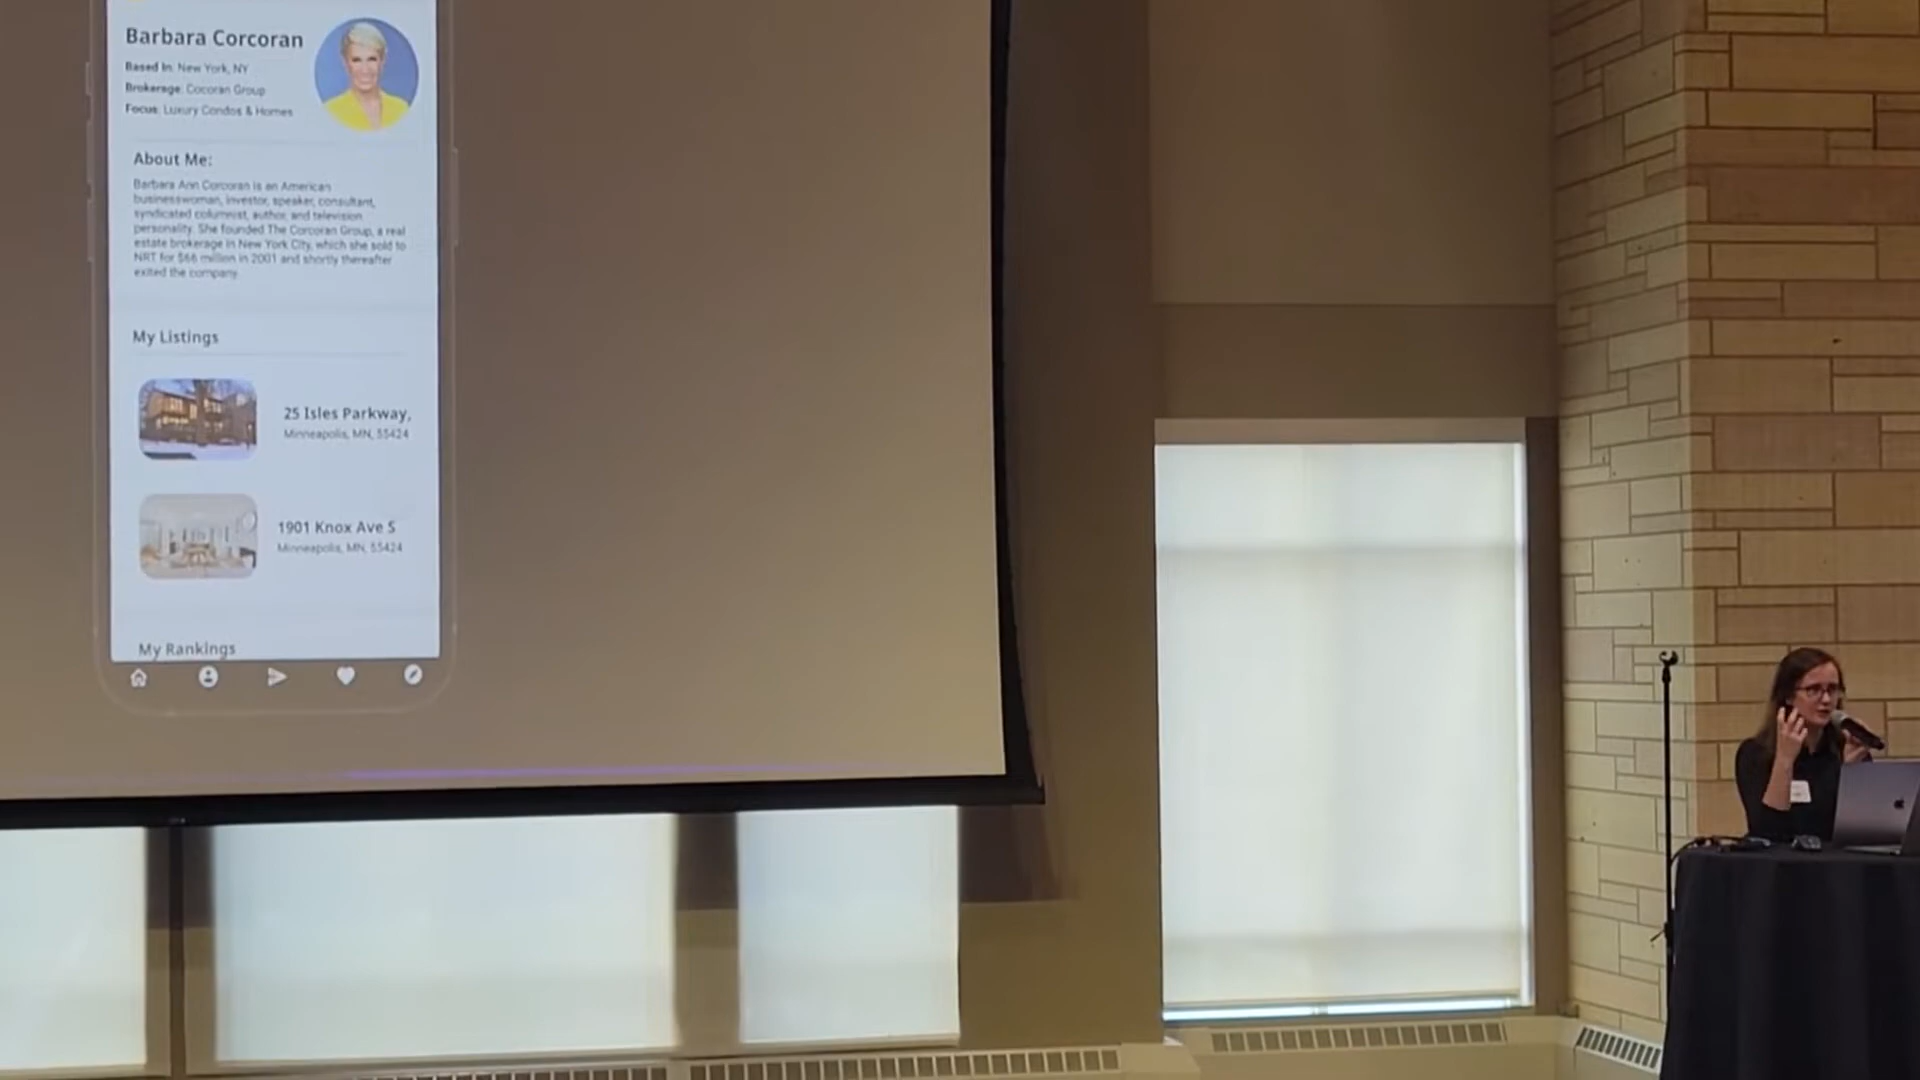 Barbara Corcoran
Based In: New York, NY
Brokerage: Cocoran Group
Focus: Luxury Condos & Homes
About Me:
Barbara Ann Corcoran is an American
businesswoman, investor, speaker, consultant,
syndicated columnist, author, and television
personality. She founded The Corcoran Group, a real
estate brokerage in New York City, which she sold to
NRT for $66 million in 2001 and shortly thereafter
exited the company
My Listings
25 Isles Parkway,
Minneapolis, MN, 55424
1901 Knox Ave S
Minneapolis, MN, 55424
My Rankings